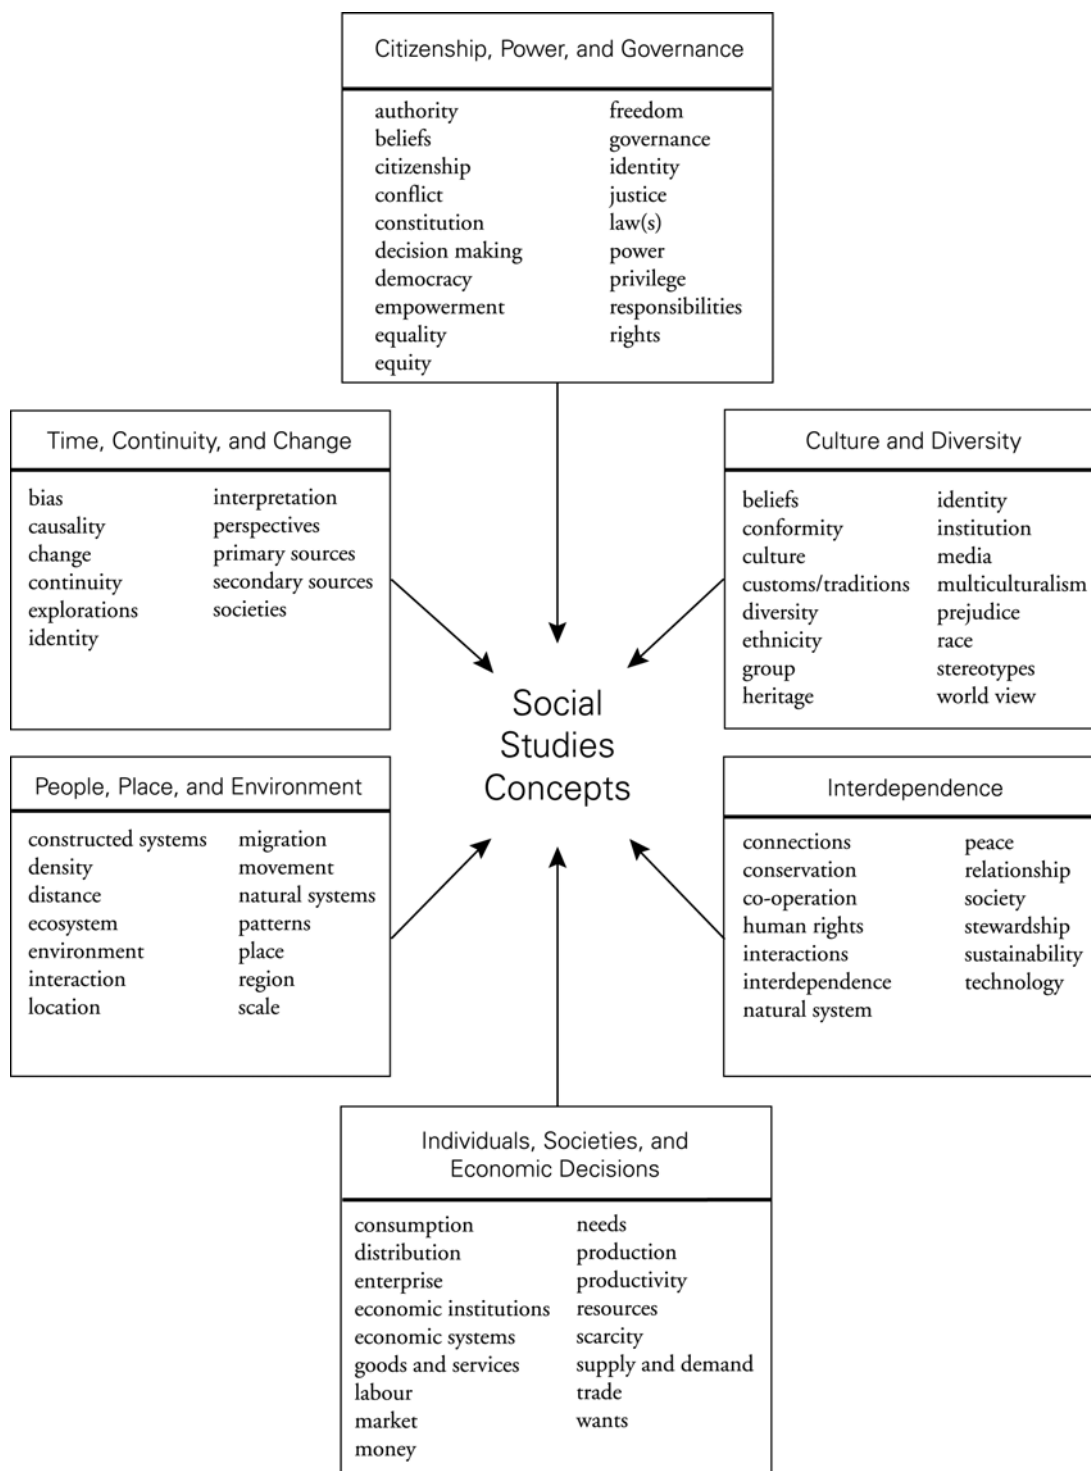 Citizenship, Power, and Governance
authority
beliefs
citizenship
conflict
constitution
decision making
democracy
empowerment
equality
equity
freedom
governance
identity
justice
law(s)
power
privilege
responsibilities
rights
Time, Continuity, and Change
bias
causality
change
continuity
explorations
identity
interpretation
perspectives
primary sources
secondary sources
societies
Culture and Diversity
beliefs
conformity
culture
customs/traditions
diversity
ethnicity
group
heritage
identity
institution
media
multiculturalism
prejudice
race
stereotypes
world view
Social
Studies
Concepts
People, Place, and Environment
constructed systems
density
distance
ecosystem
environment
interaction
location
migration
movement
natural systems
patterns
place
region
scale
Interdependence
connections
conservation
co-operation
human rights
interactions
interdependence
natural system
peace
relationship
society
stewardship
sustainability
technology
Individuals, Societies, and
Economic Decisions
consumption
distribution
enterprise
economic institutions
economic systems
goods and services
labour
market
money
needs
production
productivity
resources
scarcity
supply and demand
trade
wants